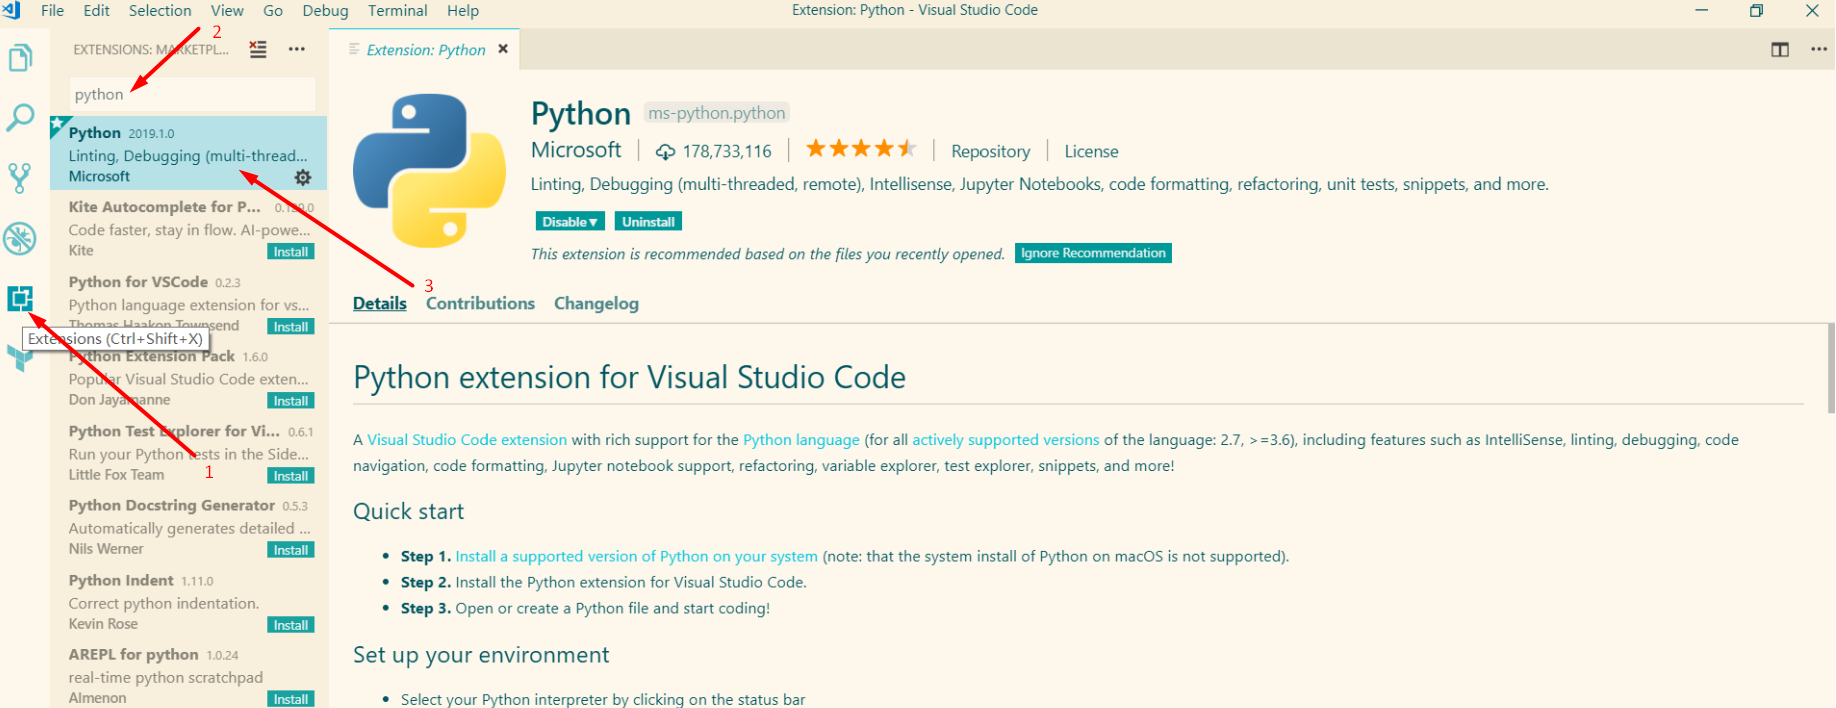 File Edit Selection View Go Debug Terminal Help
Extension: Python - Visual Studio Code
2
EXTENSIONS: MARKETPL...
python
Python 2019.1.0
Linting, Debugging (multi-thread...
Microsoft
Kite Autocomplete for P... 0.139.0
Code faster, stay in flow. AI-powe...
Kite Install
Python for VSCode 0.2.3
Python language extension for vs...
Thomas Haakon Townsend Install
Extensions (Ctrl+Shift+X)
Python Extension Pack 1.6.0
Popular Visual Studio Code exten...
Don Jayamanne Install
Python Test Explorer for Vi... 0.6.1
Run your Python tests in the Side...
Little Fox Team Install
1
Python Docstring Generator 0.5.3
Automatically generates detailed ...
Nils Werner Install
Python Indent 1.11.0
Correct python indentation.
Kevin Rose Install
AREPL for python 1.0.24
real-time python scratchpad
Almenon Install
Extension: Python
Python ms-python.python
Microsoft 178,733,116 Repository License
Linting, Debugging (multi-threaded, remote), Intellisense, Jupyter Notebooks, code formatting, refactoring, unit tests, snippets, and more.
Disable Uninstall
This extension is recommended based on the files you recently opened. Ignore Recommendation
3
Details Contributions Changelog
Python extension for Visual Studio Code
A Visual Studio Code extension with rich support for the Python language (for all actively supported versions of the language: 2.7, >=3.6), including features such as IntelliSense, linting, debugging, code
navigation, code formatting, Jupyter notebook support, refactoring, variable explorer, test explorer, snippets, and more!
Quick start
• Step 1. Install a supported version of Python on your system (note: that the system install of Python on macOS is not supported).
• Step 2. Install the Python extension for Visual Studio Code.
• Step 3. Open or create a Python file and start coding!
Set up your environment
• Select your Python interpreter by clicking on the status bar